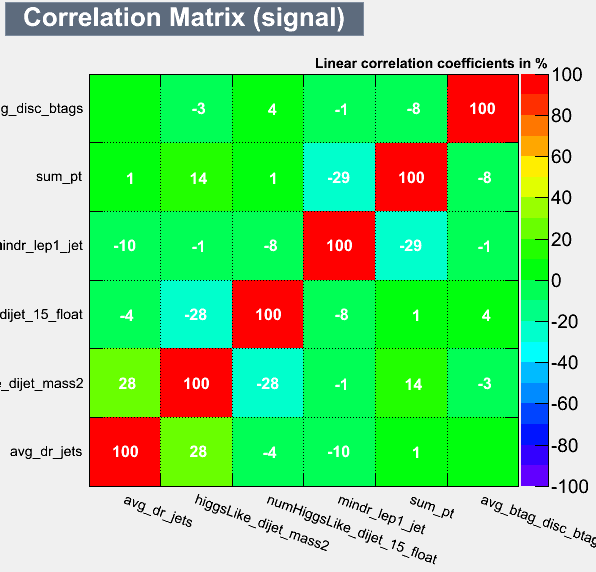 Correlation Matrix (signal)
Linear correlation coefficients in %
g_disc_btags -3 4 -1 -8 100
sum_pt 1 14 1 -29 100 -8
mindr_lep1_jet -10 -1 -8 100 -29 -1
dijet_15_float -4 -28 100 -8 1 4
e_dijet_mass2 28 100 -28 -1 14 -3
avg_dr_jets 100 28 -4 -10 1
avg_dr_jets
higgsLike_dijet_mass2
numHiggsLike_dijet_15_float
mindr_lep1_jet
sum_pt
avg_btag_disc_btag
100
80
60
40
20
0
-20
-40
-60
-80
-100